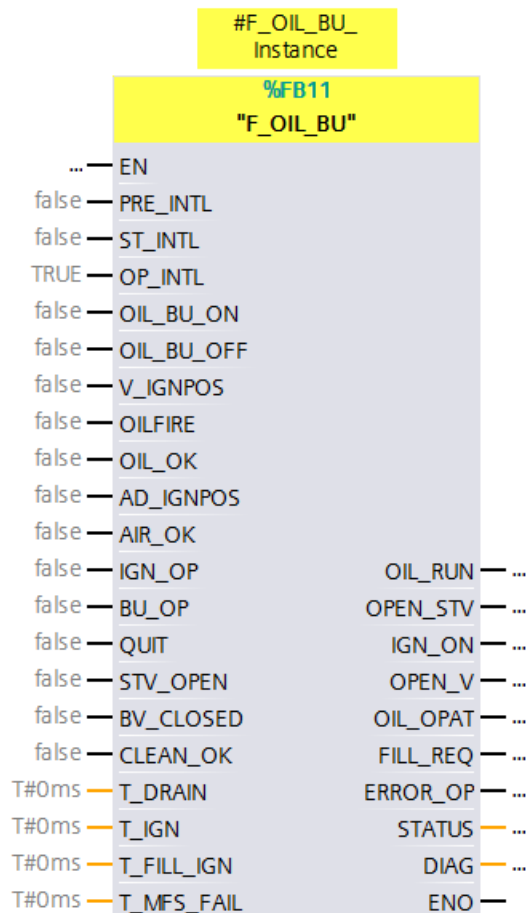 #F_OIL_BU_
Instance
%FB11
"F_OIL_BU"
... EN
false PRE_INTL
false ST_INTL
TRUE OP_INTL
false OIL_BU_ON
false OIL_BU_OFF
false V_IGNPOS
false OILFIRE
false OIL_OK
false AD_IGNPOS
false AIR_OK
false IGN_OP OIL_RUN ...
false BU_OP OPEN_STV ...
false QUIT IGN_ON ...
false STV_OPEN OPEN_V ...
false BV_CLOSED OIL_OPAT ...
false CLEAN_OK FILL_REQ ...
T#0ms T_DRAIN ERROR_OP ...
T#0ms T_IGN STATUS ...
T#0ms T_FILL_IGN DIAG ...
T#0ms T_MFS_FAIL ENO